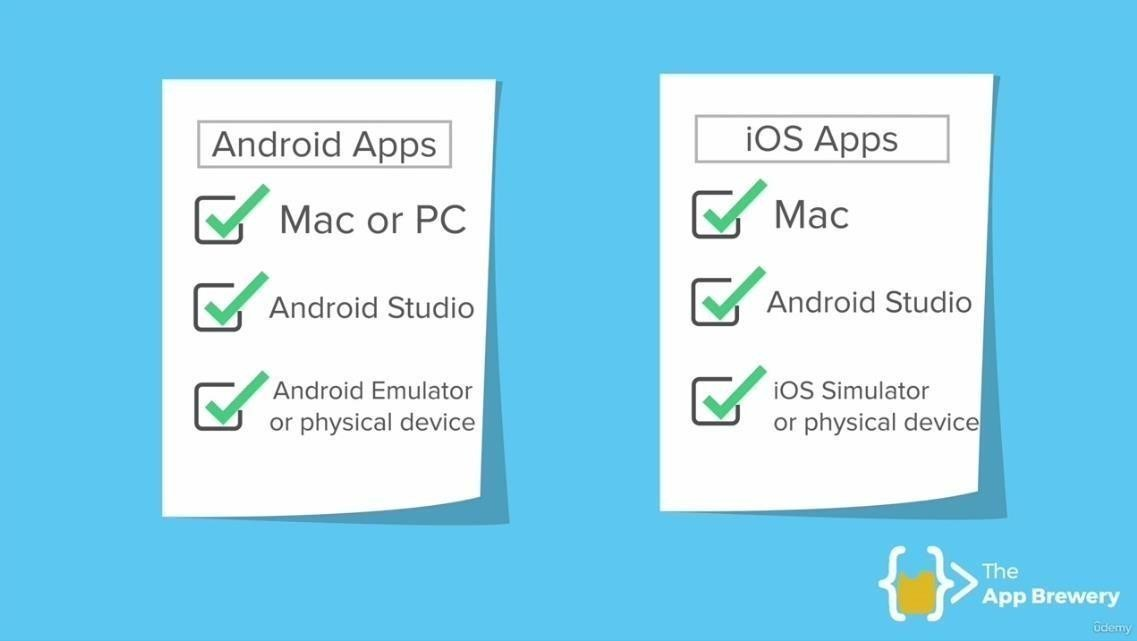 Android Apps
Mac or PC
Android Studio
Android Emulator
or physical device
iOS Apps
Mac
Android Studio
iOS Simulator
or physical device
The
App Brewery
ûdemy